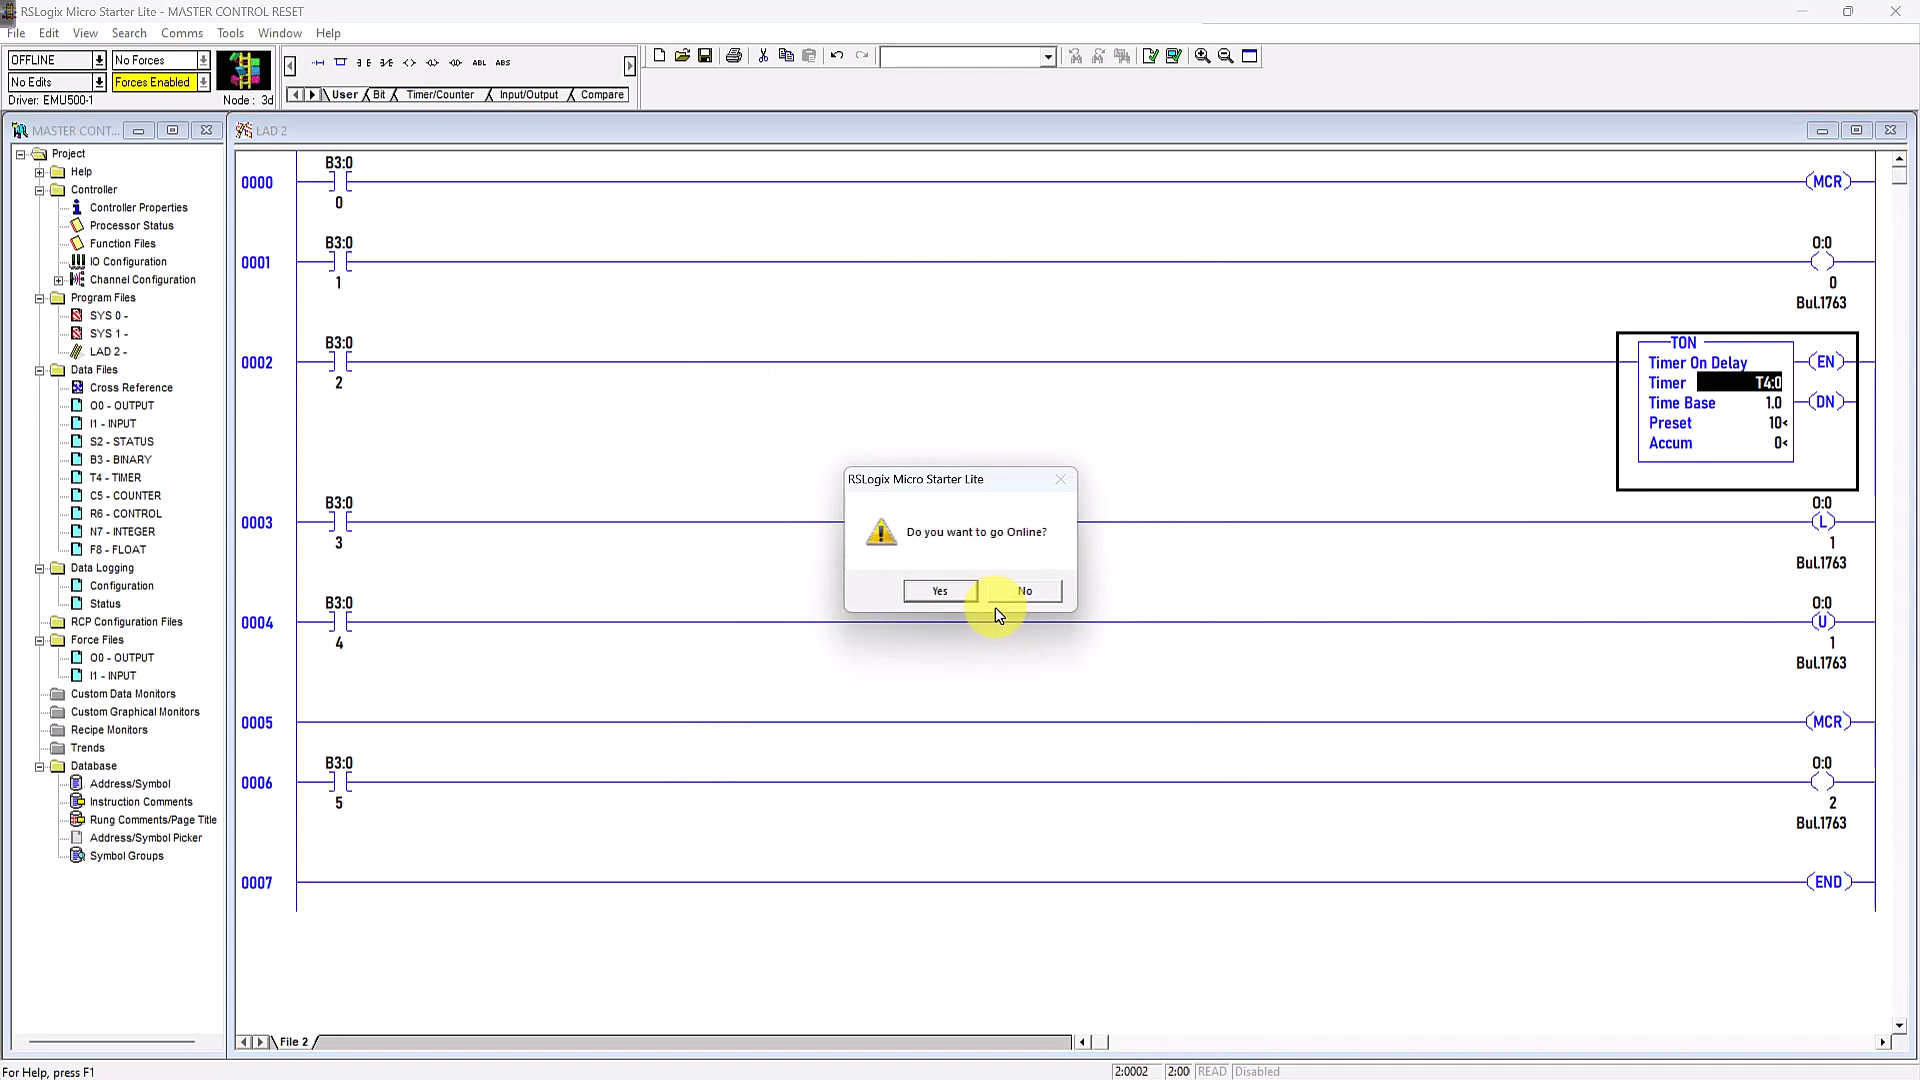 RSLogix Micro Starter Lite - MASTER CONTROL RESET
File Edit View Search Comms Tools Window Help
OFFLINE No Forces
No Edits Forces Enabled
Driver: EMU500-1 Node : 3d
ABL ABS
User Bit Timer/Counter Input/Output Compare
MASTER CONT...
LAD 2
Project
Help
Controller
Controller Properties
Processor Status
Function Files
IO Configuration
Channel Configuration
Program Files
SYS 0 -
SYS 1 -
LAD 2 -
Data Files
Cross Reference
O0 - OUTPUT
I1 - INPUT
S2 - STATUS
B3 - BINARY
T4 - TIMER
C5 - COUNTER
R6 - CONTROL
N7 - INTEGER
F8 - FLOAT
Data Logging
Configuration
Status
RCP Configuration Files
Force Files
O0 - OUTPUT
I1 - INPUT
Custom Data Monitors
Custom Graphical Monitors
Recipe Monitors
Trends
Database
Address/Symbol
Instruction Comments
Rung Comments/Page Title
Address/Symbol Picker
Symbol Groups
B3:0
0000 MCR
0
B3:0 O:0
0001
1 0
Bul.1763
B3:0 TON
0002 Timer On Delay EN
2 Timer T4:0
Time Base 1.0 DN
Preset 10<
Accum 0<
B3:0 O:0
0003 L
3 1
Bul.1763
B3:0 O:0
0004 U
4 1
Bul.1763
0005 MCR
B3:0 O:0
0006
5 2
Bul.1763
0007 END
RSLogix Micro Starter Lite
Do you want to go Online?
Yes No
File 2
For Help, press F1 2:0002 2:00 READ Disabled